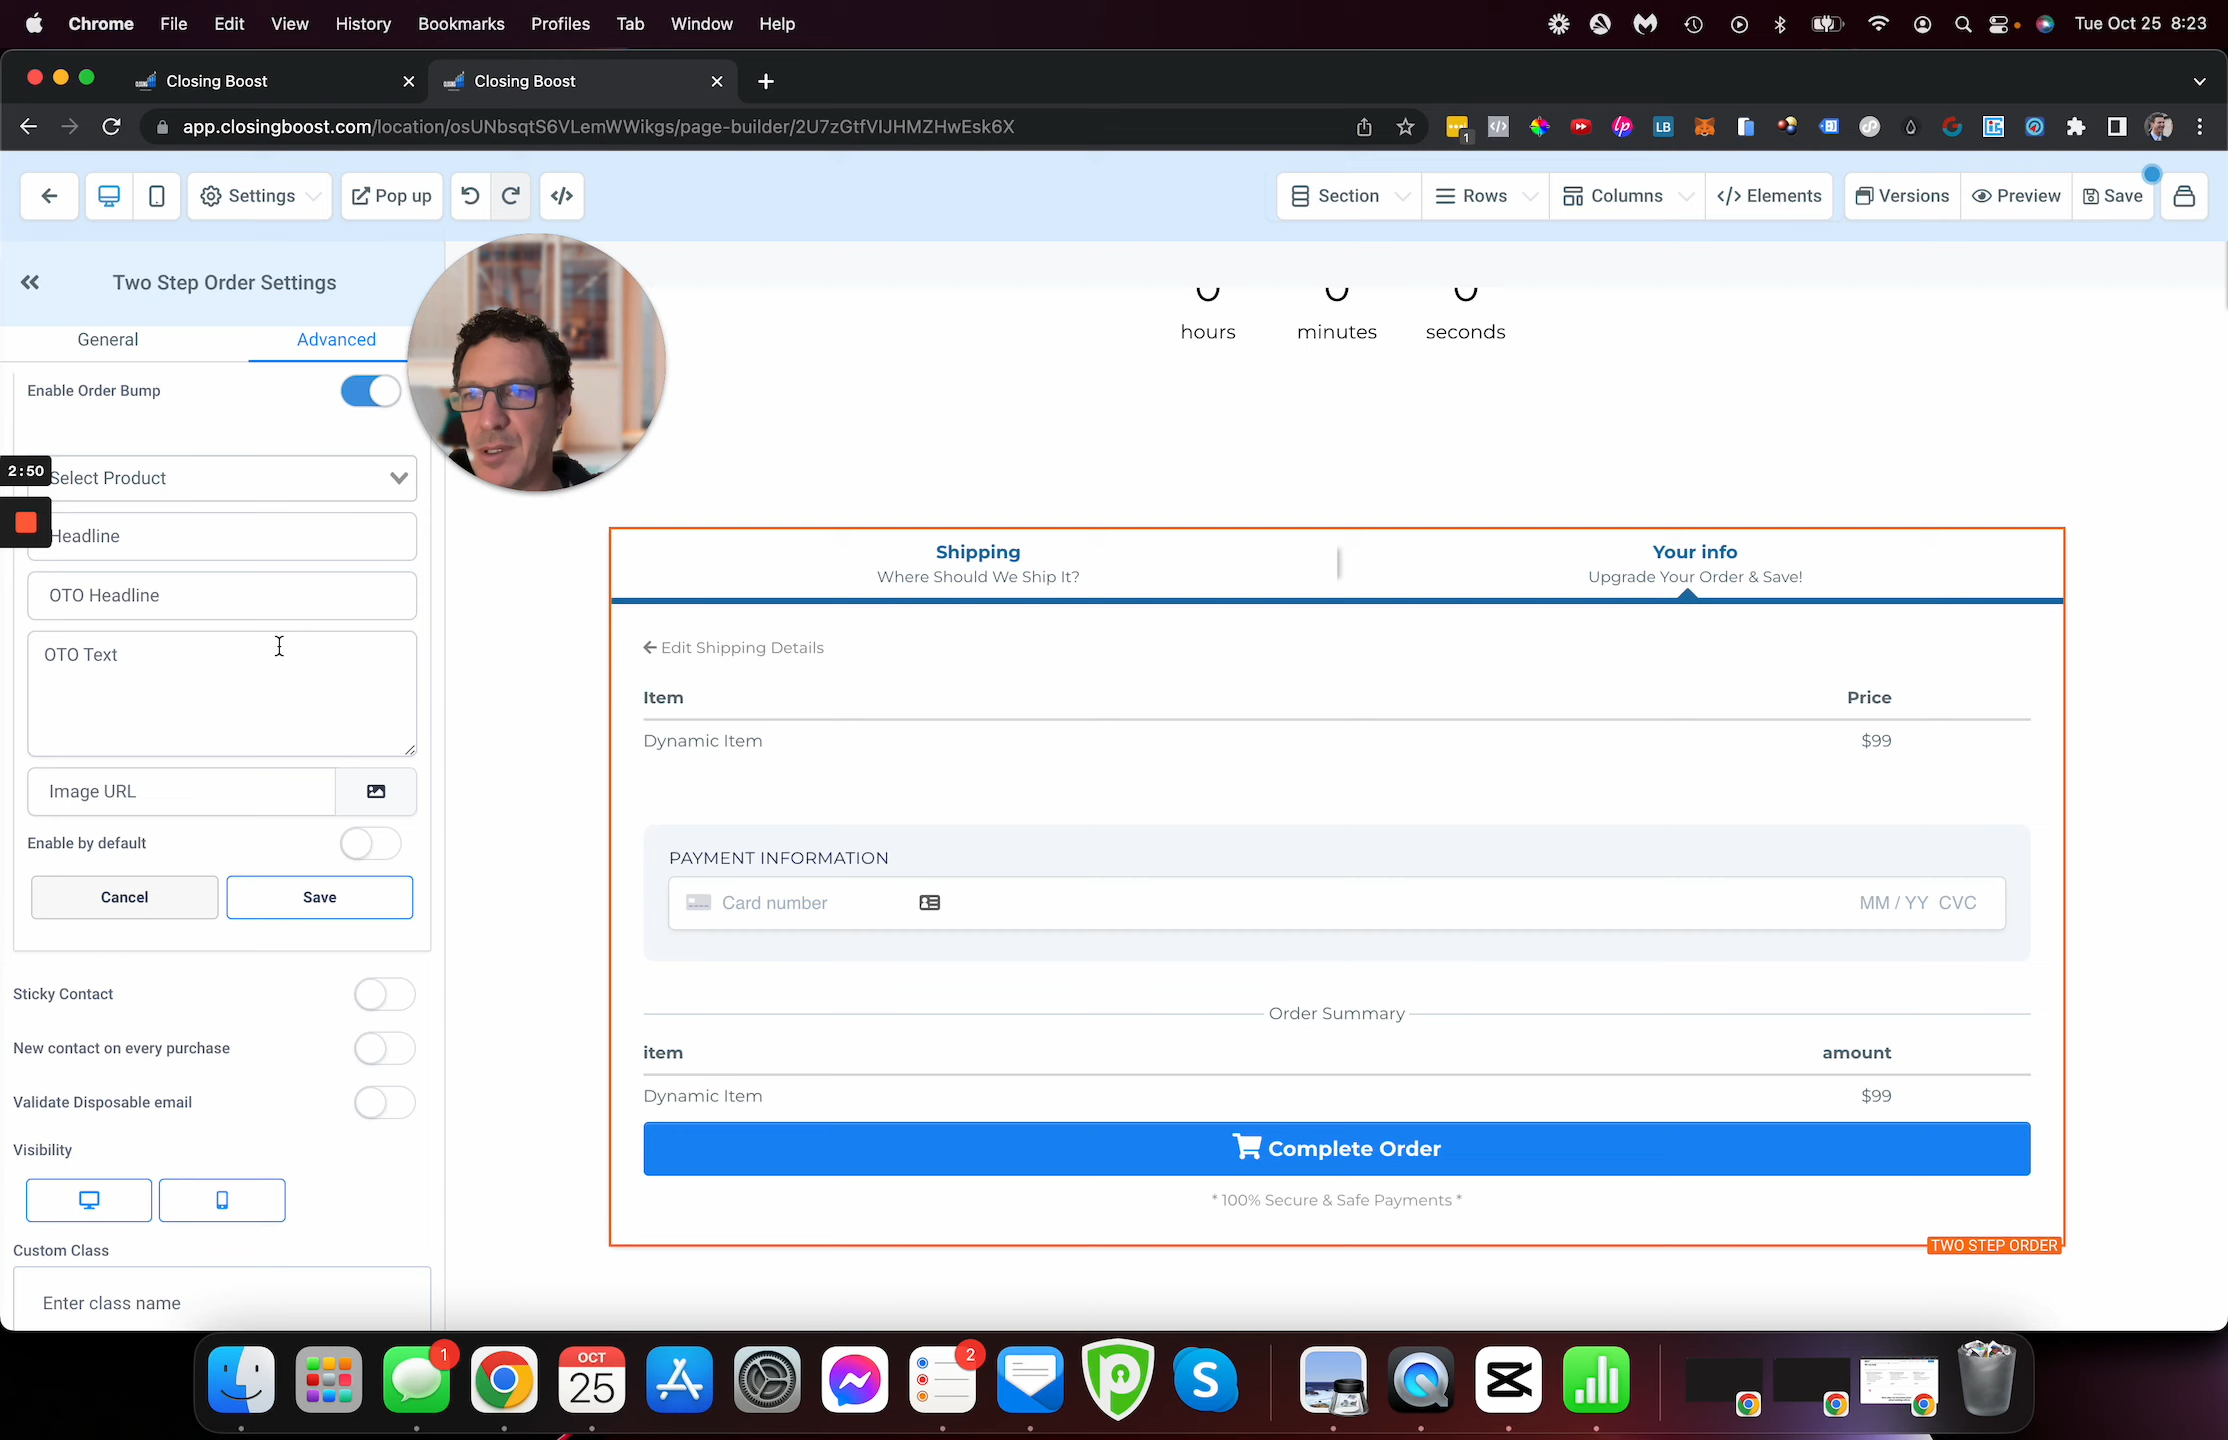 Chrome File Edit View History Bookmarks Profiles Tab Window Help Tue Oct 25 8:23
Closing Boost Closing Boost
app.closingboost.com/location/osUNbsqtS6VLemWWikgs/page-builder/2U7zGtfVIJHMZHwEsk6X
Settings Pop up Section Rows Columns Elements Versions Preview Save
Two Step Order Settings
General Advanced
Enable Order Bump
2:50
Select Product
Headline
OTO Headline
OTO Text
Image URL
Enable by default
Cancel Save
Sticky Contact
New contact on every purchase
Validate Disposable email
Visibility
Custom Class
Enter class name
hours minutes seconds
Shipping
Where Should We Ship It?
Your info
Upgrade Your Order & Save!
Edit Shipping Details
Item Price
Dynamic Item $99
PAYMENT INFORMATION
Card number MM / YY CVC
Order Summary
item amount
Dynamic Item $99
Complete Order
* 100% Secure & Safe Payments *
TWO STEP ORDER
1
LB
1
OCT
25
2